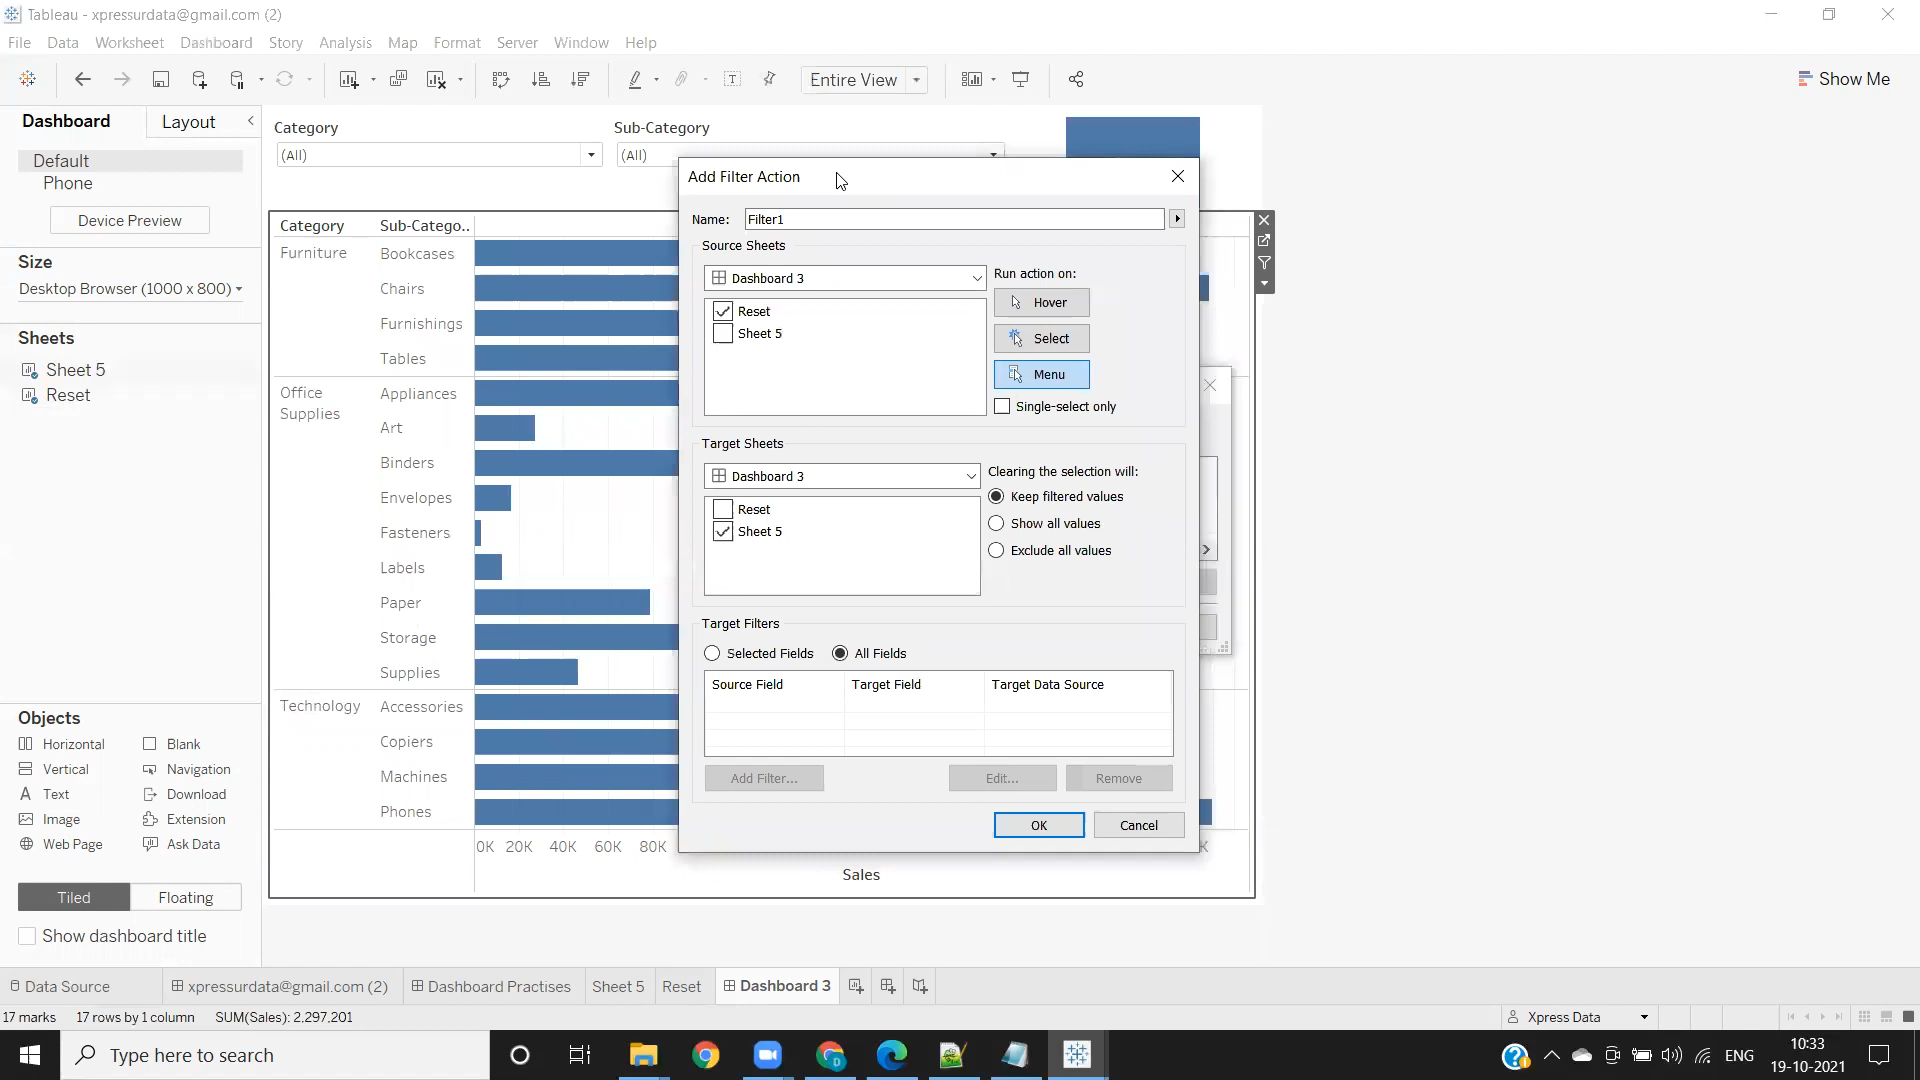 Tableau - xpressurdata@gmail.com (2)
File Data Worksheet Dashboard Story Analysis Map Format Server Window Help
Entire View
Show Me
Dashboard Layout
Default
Phone
Device Preview
Size
Desktop Browser (1000 x 800)
Sheets
Sheet 5
Reset
Objects
Horizontal Blank
Vertical Navigation
Text Download
Image Extension
Web Page Ask Data
Tiled Floating
Show dashboard title
Category Sub-Category
(All) (All)
Category Sub-Catego..
Furniture Bookcases
Chairs
Furnishings
Tables
Office
Supplies
Appliances
Art
Binders
Envelopes
Fasteners
Labels
Paper
Storage
Supplies
Technology Accessories
Copiers
Machines
Phones
0K 20K 40K 60K 80K K
Sales
Add Filter Action
Name: Filter1
Source Sheets
Dashboard 3
Reset
Sheet 5
Run action on:
Hover
Select
Menu
Single-select only
Target Sheets
Dashboard 3
Reset
Sheet 5
Clearing the selection will:
Keep filtered values
Show all values
Exclude all values
Target Filters
Selected Fields All Fields
Source Field Target Field Target Data Source
Add Filter... Edit... Remove
OK Cancel
Data Source xpressurdata@gmail.com (2) Dashboard Practises Sheet 5 Reset Dashboard 3
17 marks 17 rows by 1 column SUM(Sales): 2,297,201 Xpress Data
Type here to search
ENG
10:33
19-10-2021